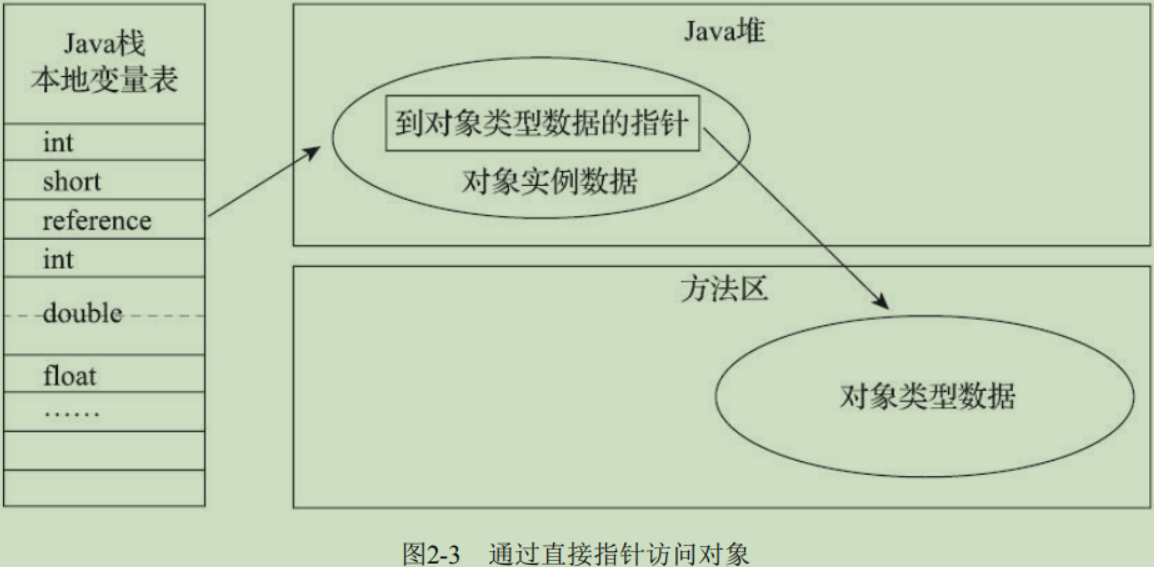 Java栈
本地变量表
int
short
reference
int
double
float
……
Java堆
到对象类型数据的指针
对象实例数据
方法区
对象类型数据
图2-3 通过直接指针访问对象